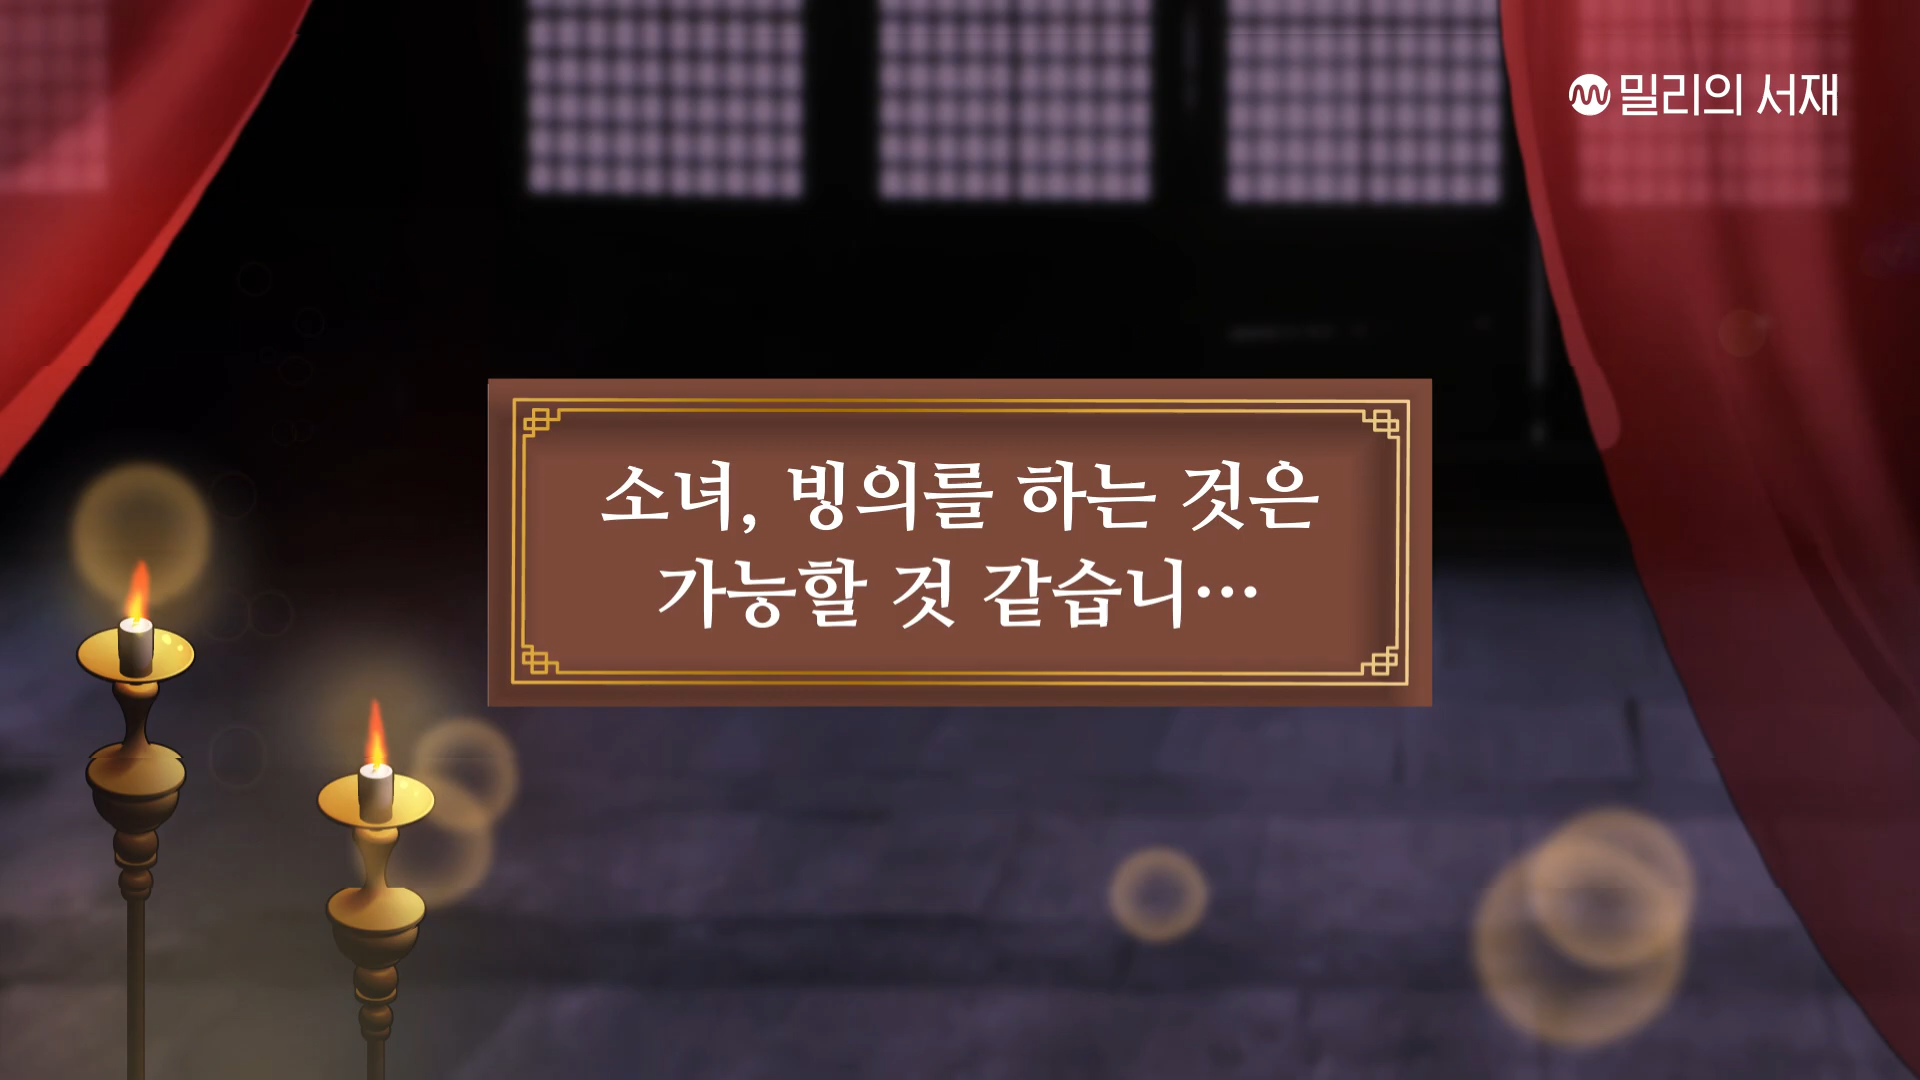 밀리의 서재
소녀, 빙의를 하는 것은
가능할 것 같습니…